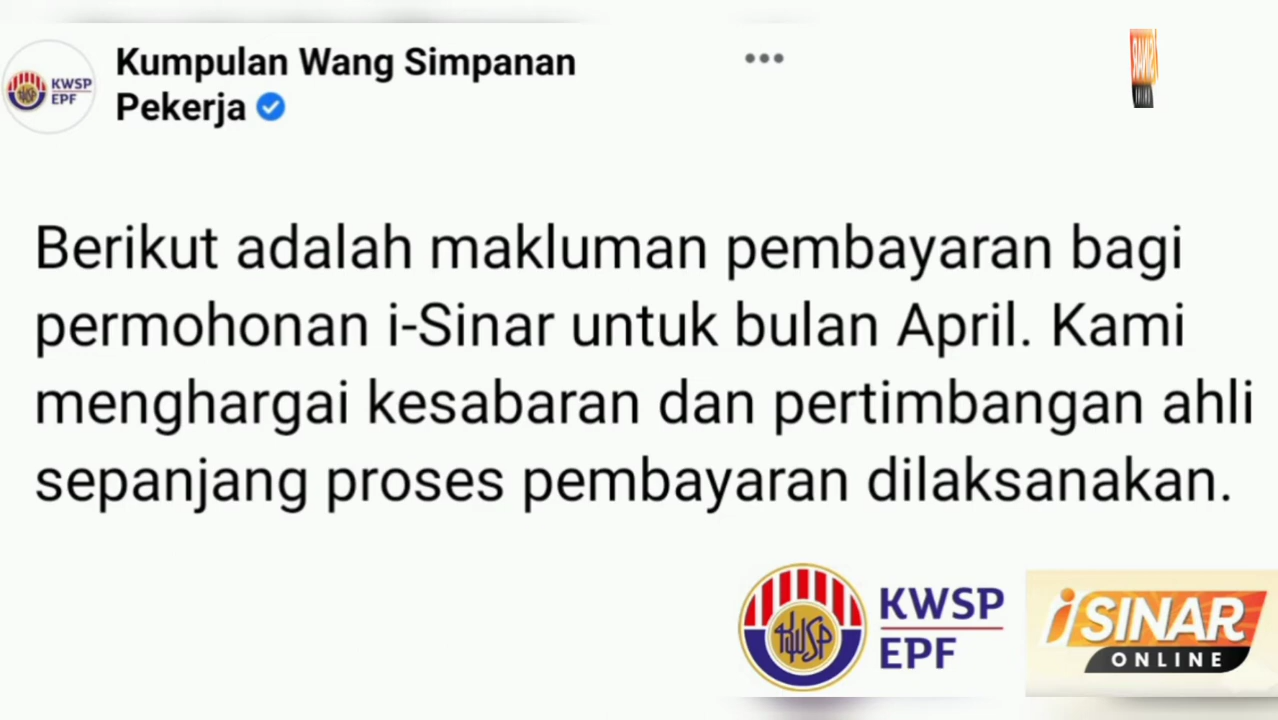 Kumpulan Wang Simpanan
Pekerja
KWSP
EPF
Berikut adalah makluman pembayaran bagi
permohonan i-Sinar untuk bulan April. Kami
menghargai kesabaran dan pertimbangan ahli
sepanjang proses pembayaran dilaksanakan.
KWSP
EPF
iSINAR
ONLINE